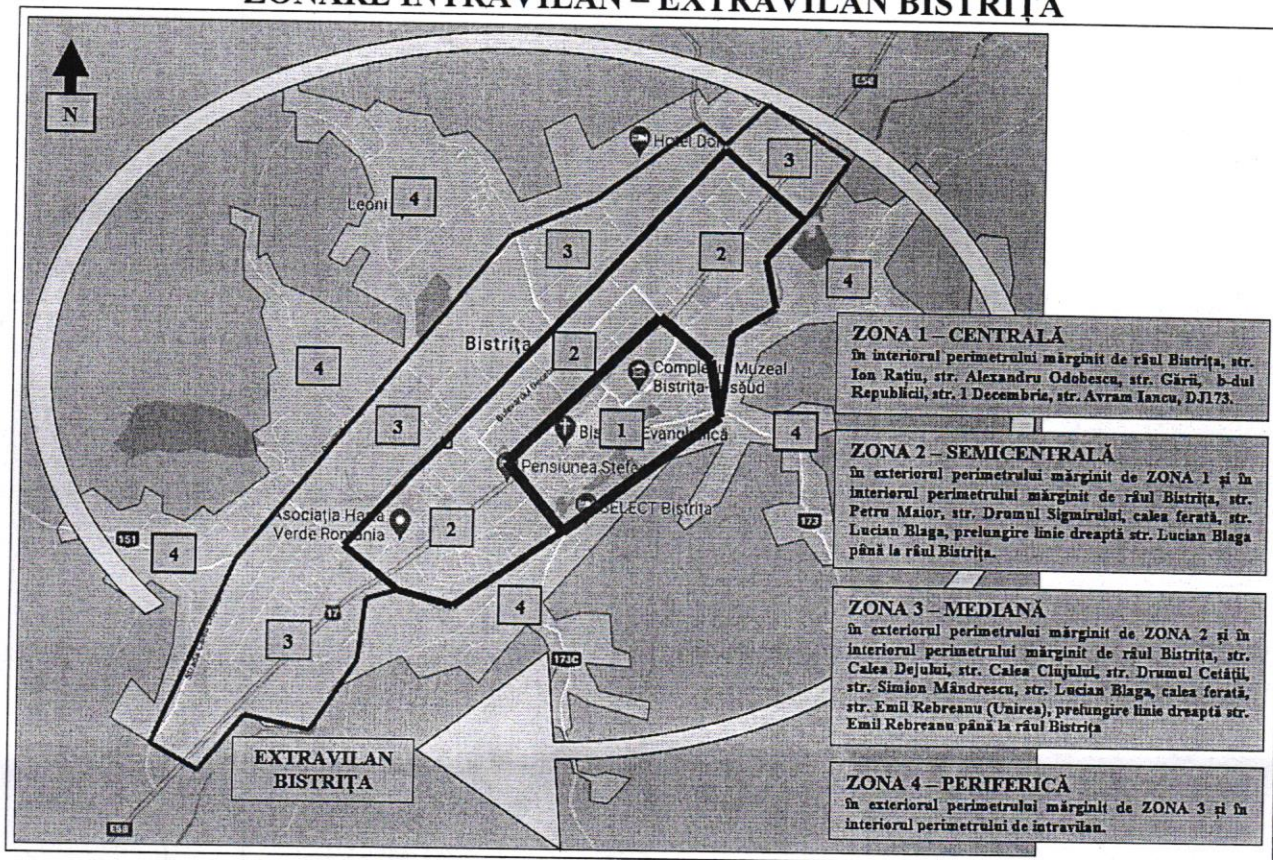 ZONARE INTRAVILAN – EXTRAVILAN BISTRIȚA
N
E58
Hotel
3
4
Leoni
3
2
4
Bistrița
2
Muzeal
Bistrița
4
3
1
4
Pensiunea
SELECT Bistrița
Asociația
Verde România
2
151
4
173
17
4
3
173C
EXTRAVILAN
BISTRIȚA
E58
ZONA 1 – CENTRALĂ
în interiorul perimetrului mărginit de râul Bistrița, str.
Ion Rațiu, str. Alexandru Odobescu, str. Gării, b-dul
Republicii, str. 1 Decembrie, str. Avram Iancu, DJ173.
ZONA 2 – SEMICENTRALĂ
în exteriorul perimetrului mărginit de ZONA 1 și în
interiorul perimetrului mărginit de râul Bistrița, str.
Petru Maior, str. Drumul Sigmirului, calea ferată, str.
Lucian Blaga, prelungire linie dreaptă str. Lucian Blaga
până la râul Bistrița.
ZONA 3 – MEDIANĂ
în exteriorul perimetrului mărginit de ZONA 2 și în
interiorul perimetrului mărginit de râul Bistrița, str.
Calea Dejului, str. Calea Clujului, str. Drumul Cetății,
str. Simion Mândrescu, str. Lucian Blaga, calea ferată,
str. Emil Rebreanu (Unirea), prelungire linie dreaptă str.
Emil Rebreanu până la râul Bistrița
ZONA 4 – PERIFERICĂ
în exteriorul perimetrului mărginit de ZONA 3 și în
interiorul perimetrului de intravilan.